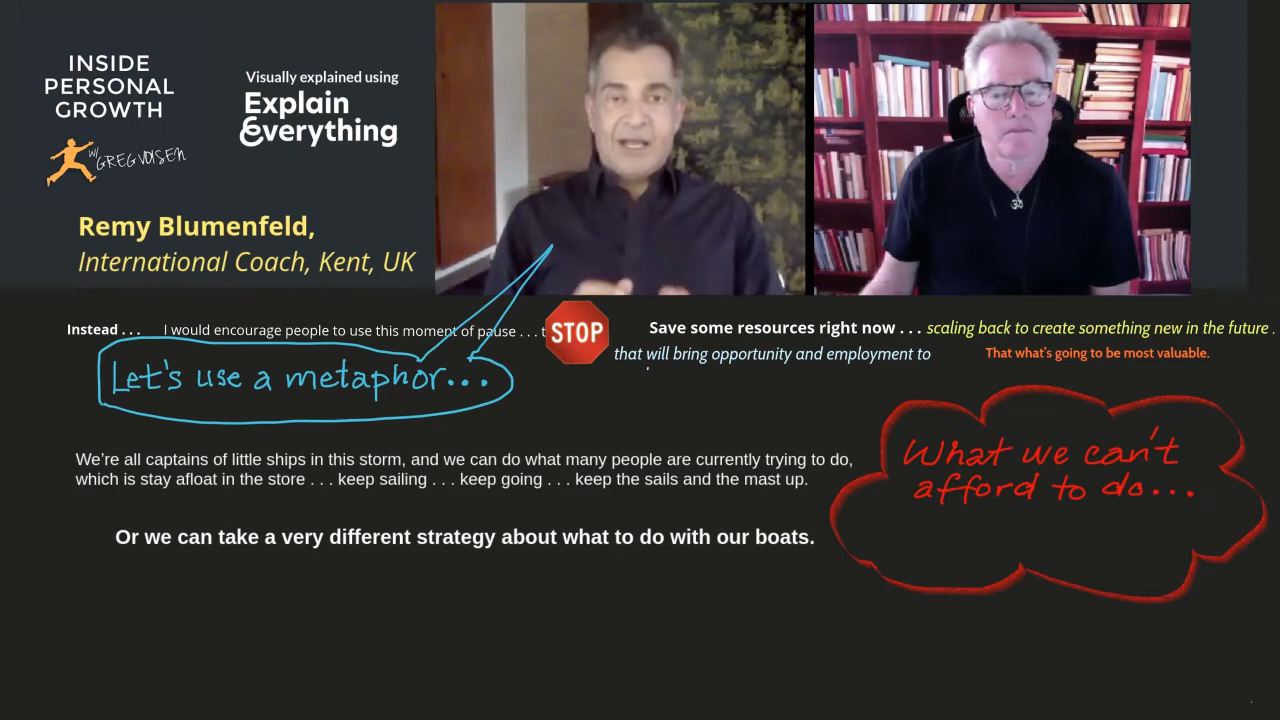 INSIDE
PERSONAL
GROWTH
w/ GREG VOISEN
Visually explained using
Explain
Everything
Remy Blumenfeld,
International Coach, Kent, UK
Instead . . . I would encourage people to use this moment of pause . . . t
STOP
Save some resources right now . . . scaling back to create something new in the future .
that will bring opportunity and employment to
That what's going to be most valuable.
Let's use a metaphor...
What we can't
afford to do...
We're all captains of little ships in this storm, and we can do what many people are currently trying to do,
which is stay afloat in the store . . . keep sailing . . . keep going . . . keep the sails and the mast up.
Or we can take a very different strategy about what to do with our boats.